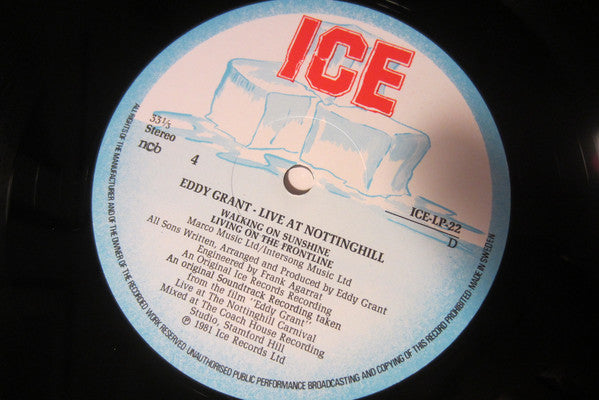 ICE
33⅓
Stereo
ncb
4
ICE-LP-22
D
EDDY GRANT - LIVE AT NOTTINGHILL
WALKING ON SUNSHINE
LIVING ON THE FRONTLINE
Marco Music Ltd/Intersong Music Ltd
All Sons Written, Arranged and Produced by Eddy Grant
Engineered by Frank Agarrat
An Original Ice Records Recording
An original Soundtrack Recording taken
from the film "Eddy Grant":
Live at The Nottinghill Carnival
Mixed at The Coach House Recording
Studio, Stamford Hill
℗ 1981 Ice Records Ltd
ALL RIGHTS OF THE MANUFACTURER AND OF THE OWNER OF THE RECORDED WORK RESERVED·UNAUTHORISED PUBLIC PERFORMANCE BROADCASTING AND COPYING OF THIS RECORD PROHIBITED·MADE IN SWEDEN